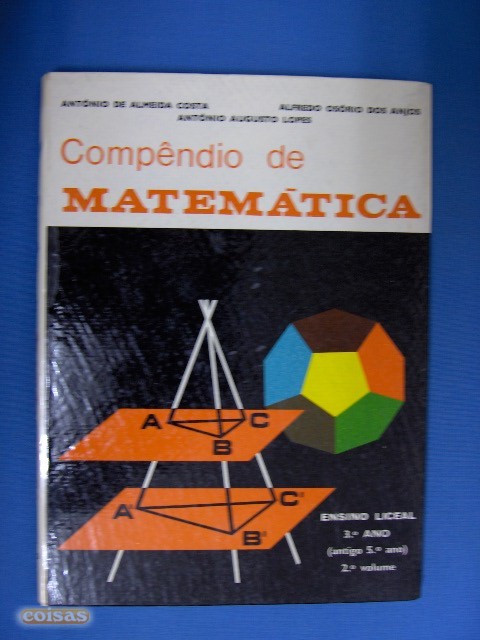 ANTÓNIO DE ALMEIDA COSTA
ALFREDO OSÓRIO DOS ANJOS
ANTÓNIO AUGUSTO LOPES
Compêndio de
MATEMÁTICA
A
C
B
A'
C'
B'
ENSINO LICEAL
3.º ANO
(antigo 5.º ano)
2.º volume
coisas